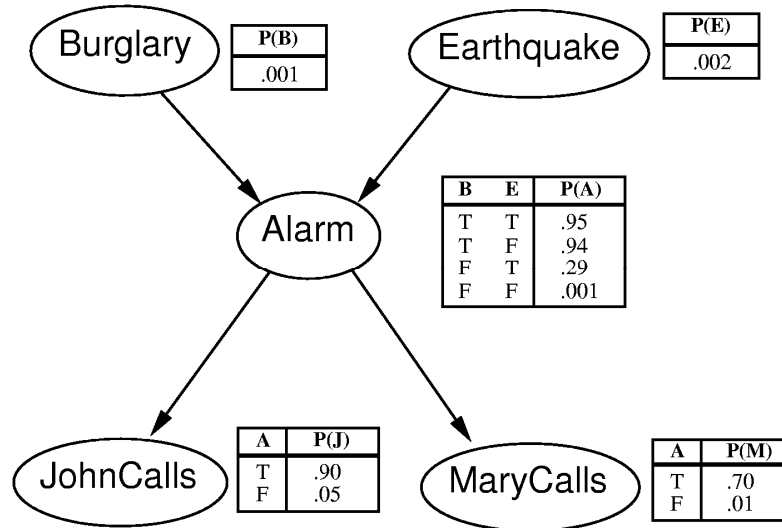 Burglary
P(B)
.001
Earthquake
P(E)
.002
Alarm
B E P(A)
T T .95
T F .94
F T .29
F F .001
JohnCalls
A P(J)
T .90
F .05
MaryCalls
A P(M)
T .70
F .01